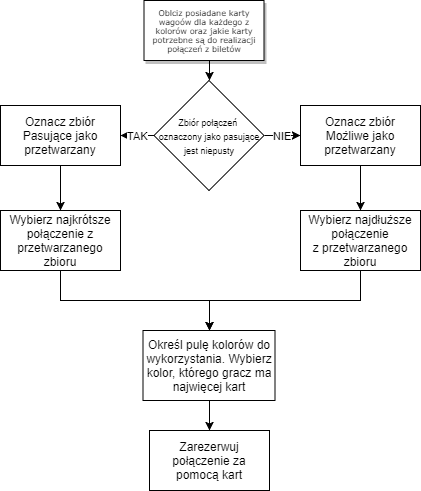 Oblciz posiadane karty
wagoów dla każdego z
kolorów oraz jakie karty
potrzebne są do realizacji
połączeń z biletów
Zbiór połączeń
oznaczony jako pasujące
jest niepusty
TAK
NIE
Oznacz zbiór
Pasujące jako
przetwarzany
Oznacz zbiór
Możliwe jako
przetwarzany
Wybierz najkrótsze
połączenie z
przetwarzanego
zbioru
Wybierz najdłuższe
połączenie
z przetwarzanego
zbioru
Określ pulę kolorów do
wykorzystania. Wybierz
kolor, którego gracz ma
najwięcej kart
Zarezerwuj
połączenie za
pomocą kart